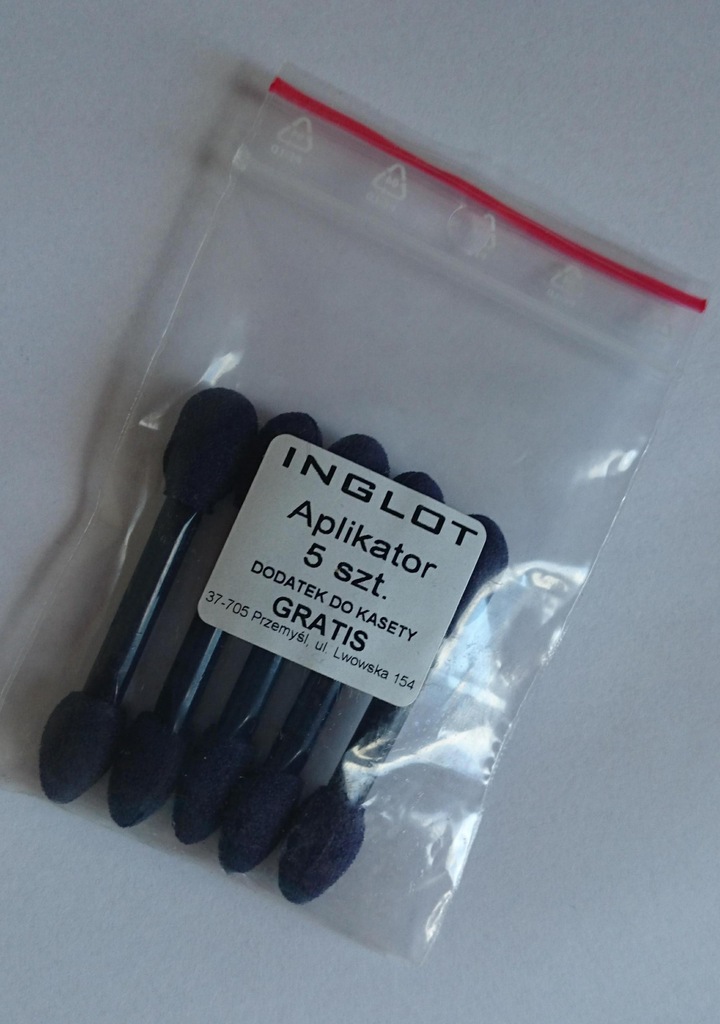 INGLOT
Aplikator
5 szt.
DODATEK DO KASETY
GRATIS
37-705 Przemyśl, ul. Lwowska 154